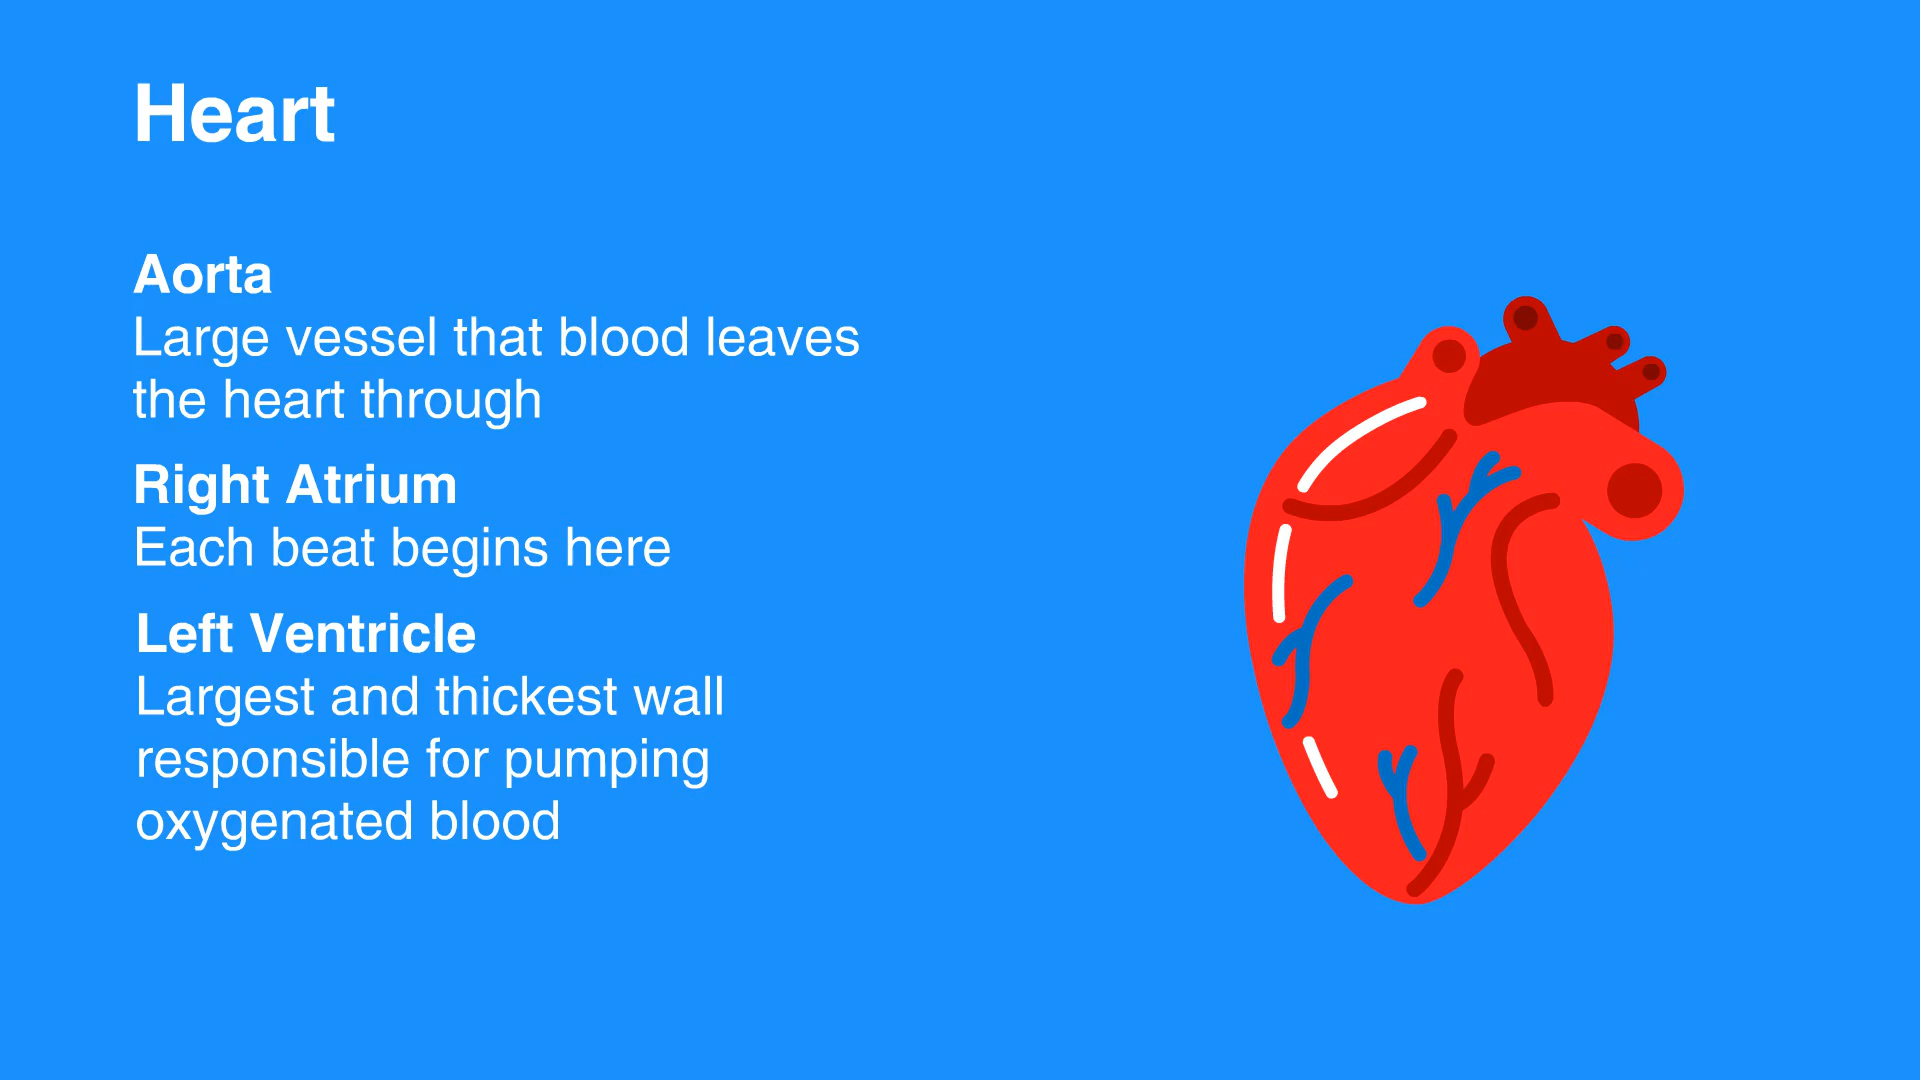 Heart
Aorta
Large vessel that blood leaves
the heart through
Right Atrium
Each beat begins here
Left Ventricle
Largest and thickest wall
responsible for pumping
oxygenated blood